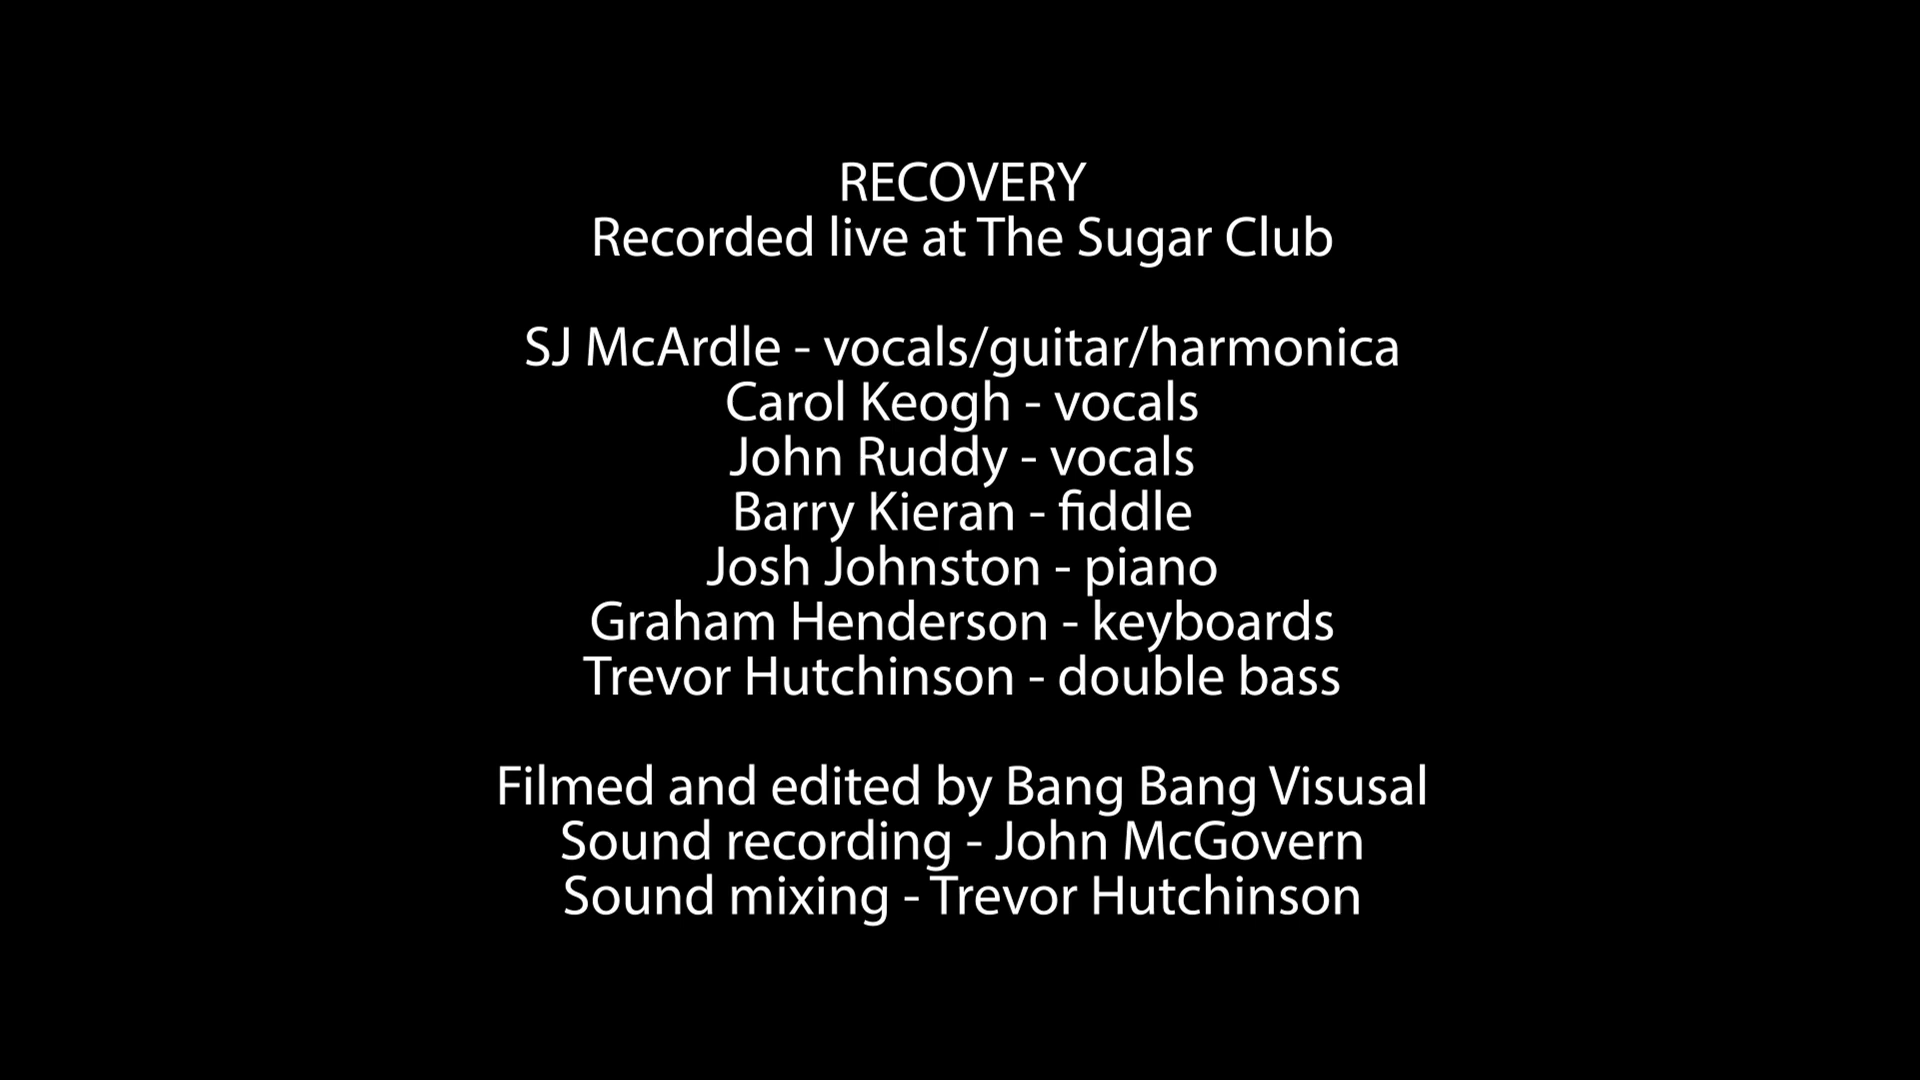 RECOVERY
Recorded live at The Sugar Club
SJ McArdle - vocals/guitar/harmonica
Carol Keogh - vocals
John Ruddy - vocals
Barry Kieran - fiddle
Josh Johnston - piano
Graham Henderson - keyboards
Trevor Hutchinson - double bass
Filmed and edited by Bang Bang Visusal
Sound recording - John McGovern
Sound mixing - Trevor Hutchinson